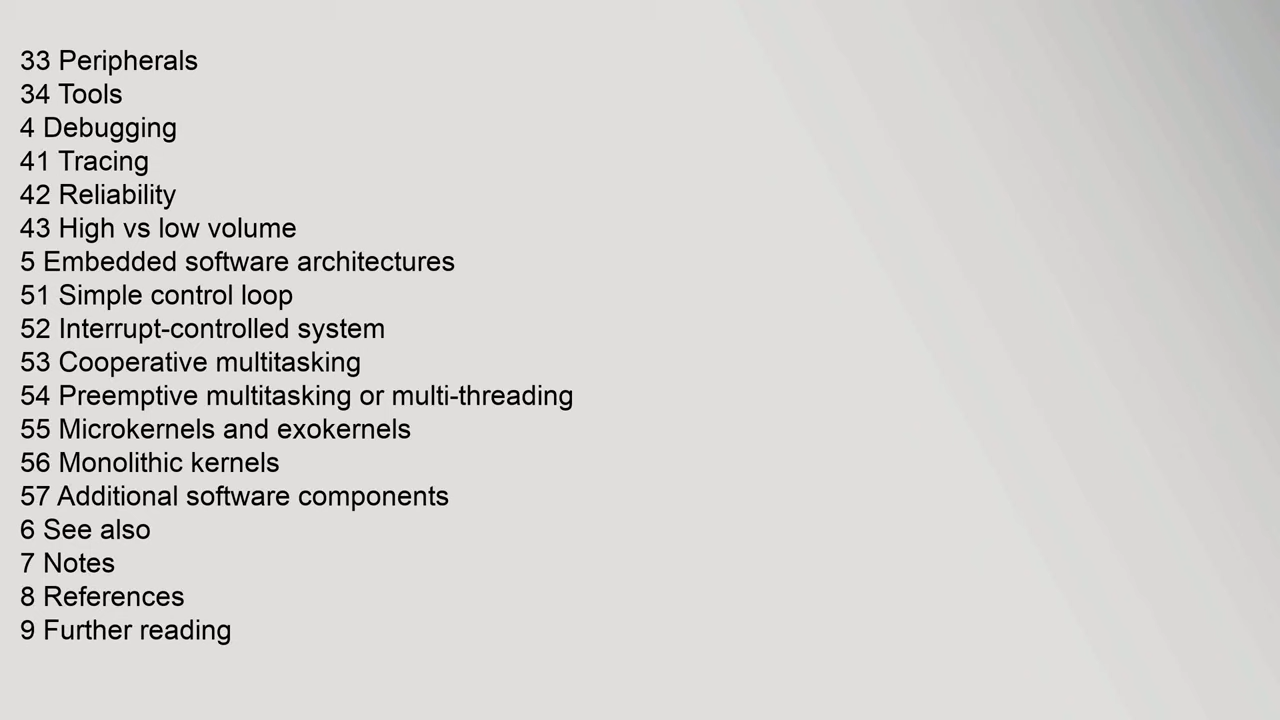 33 Peripherals
34 Tools
4 Debugging
41 Tracing
42 Reliability
43 High vs low volume
5 Embedded software architectures
51 Simple control loop
52 Interrupt-controlled system
53 Cooperative multitasking
54 Preemptive multitasking or multi-threading
55 Microkernels and exokernels
56 Monolithic kernels
57 Additional software components
6 See also
7 Notes
8 References
9 Further reading